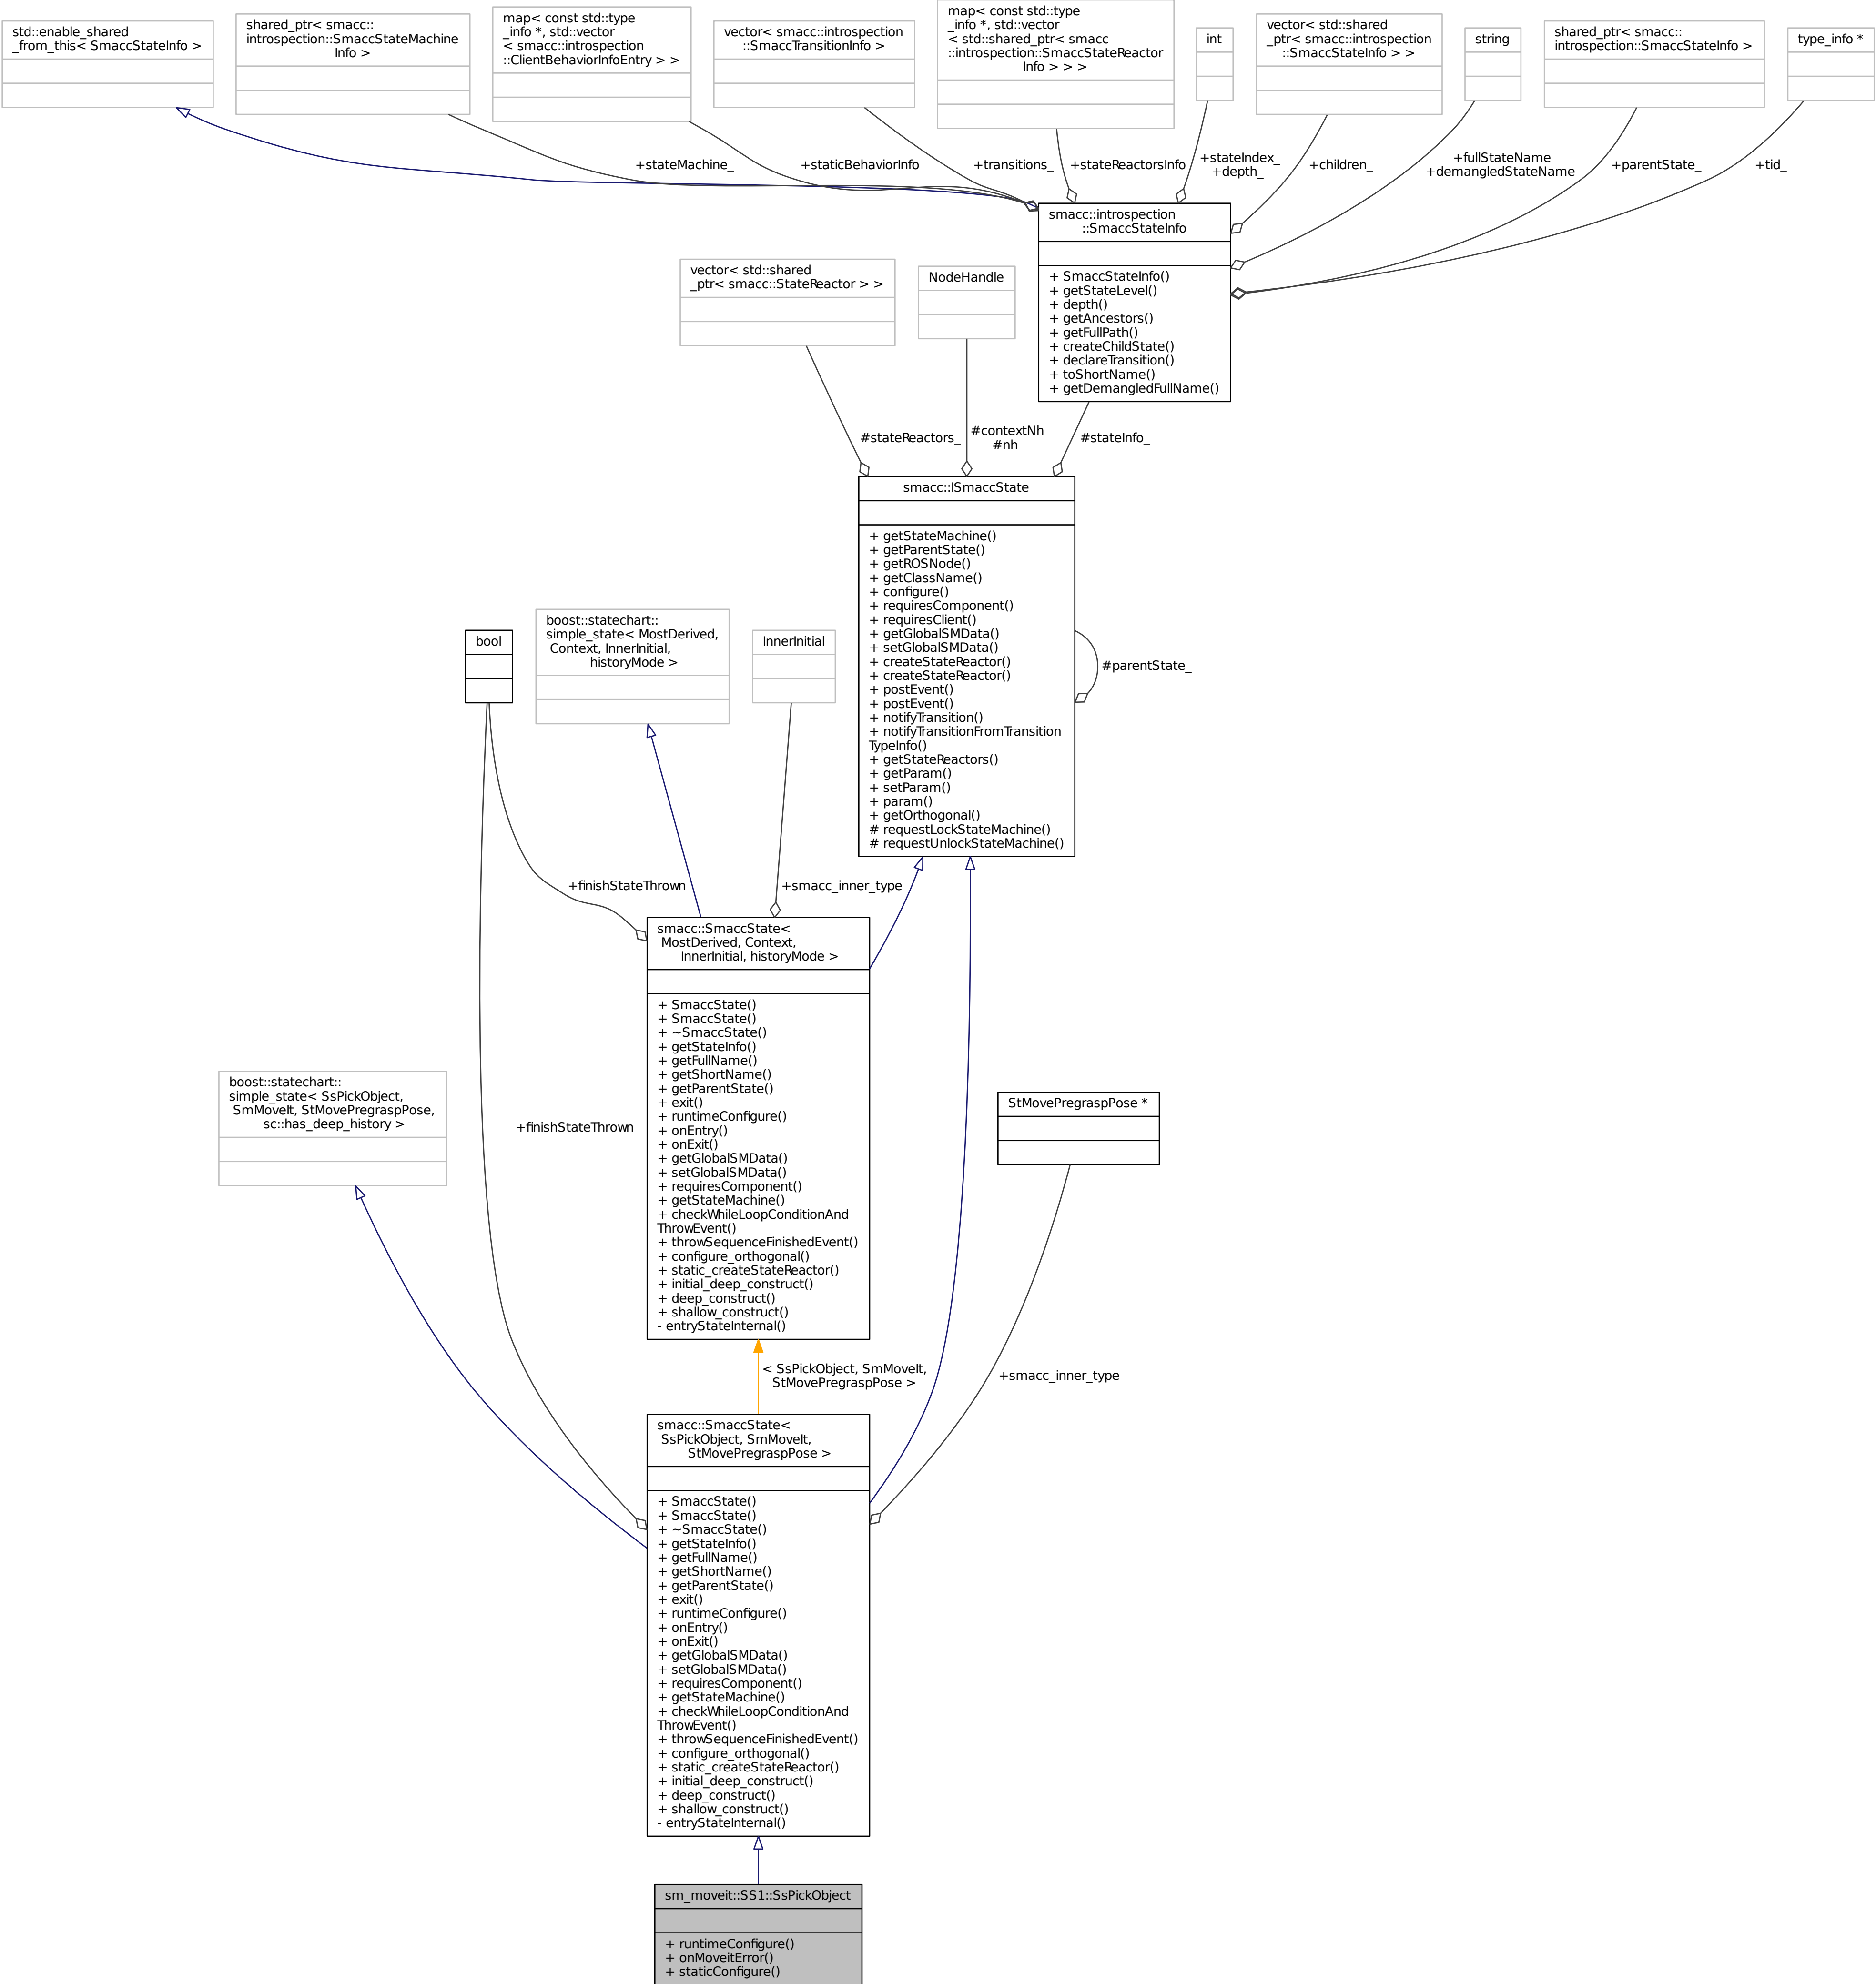 std::enable_shared
_from_this< SmaccStateInfo >
shared_ptr< smacc::
introspection::SmaccStateMachine
Info >
map< const std::type
_info *, std::vector
< smacc::introspection
::ClientBehaviorInfoEntry > >
vector< smacc::introspection
::SmaccTransitionInfo >
map< const std::type
_info *, std::vector
< std::shared_ptr< smacc
::introspection::SmaccStateReactor
Info > > >
int
vector< std::shared
_ptr< smacc::introspection
::SmaccStateInfo > >
string
shared_ptr< smacc::
introspection::SmaccStateInfo >
type_info *
+stateMachine_
+staticBehaviorInfo
+transitions_
+stateReactorsInfo
+stateIndex_
+depth_
+children_
+fullStateName
+demangledStateName
+parentState_
+tid_
smacc::introspection
::SmaccStateInfo
+ SmaccStateInfo()
+ getStateLevel()
+ depth()
+ getAncestors()
+ getFullPath()
+ createChildState()
+ declareTransition()
+ toShortName()
+ getDemangledFullName()
vector< std::shared
_ptr< smacc::StateReactor > >
NodeHandle
#stateReactors_
#contextNh
#nh
#stateInfo_
smacc::ISmaccState
+ getStateMachine()
+ getParentState()
+ getROSNode()
+ getClassName()
+ configure()
+ requiresComponent()
+ requiresClient()
+ getGlobalSMData()
+ setGlobalSMData()
+ createStateReactor()
+ createStateReactor()
+ postEvent()
+ postEvent()
+ notifyTransition()
+ notifyTransitionFromTransition
TypeInfo()
+ getStateReactors()
+ getParam()
+ setParam()
+ param()
+ getOrthogonal()
# requestLockStateMachine()
# requestUnlockStateMachine()
#parentState_
bool
boost::statechart::
simple_state< MostDerived,
Context, InnerInitial,
historyMode >
InnerInitial
+finishStateThrown
+smacc_inner_type
smacc::SmaccState<
MostDerived, Context,
InnerInitial, historyMode >
+ SmaccState()
+ SmaccState()
+ ~SmaccState()
+ getStateInfo()
+ getFullName()
+ getShortName()
+ getParentState()
+ exit()
+ runtimeConfigure()
+ onEntry()
+ onExit()
+ getGlobalSMData()
+ setGlobalSMData()
+ requiresComponent()
+ getStateMachine()
+ checkWhileLoopConditionAnd
ThrowEvent()
+ throwSequenceFinishedEvent()
+ configure_orthogonal()
+ static_createStateReactor()
+ initial_deep_construct()
+ deep_construct()
+ shallow_construct()
- entryStateInternal()
boost::statechart::
simple_state< SsPickObject,
SmMoveIt, StMovePregraspPose,
sc::has_deep_history >
+finishStateThrown
StMovePregraspPose *
< SsPickObject, SmMoveIt,
StMovePregraspPose >
+smacc_inner_type
smacc::SmaccState<
SsPickObject, SmMoveIt,
StMovePregraspPose >
+ SmaccState()
+ SmaccState()
+ ~SmaccState()
+ getStateInfo()
+ getFullName()
+ getShortName()
+ getParentState()
+ exit()
+ runtimeConfigure()
+ onEntry()
+ onExit()
+ getGlobalSMData()
+ setGlobalSMData()
+ requiresComponent()
+ getStateMachine()
+ checkWhileLoopConditionAnd
ThrowEvent()
+ throwSequenceFinishedEvent()
+ configure_orthogonal()
+ static_createStateReactor()
+ initial_deep_construct()
+ deep_construct()
+ shallow_construct()
- entryStateInternal()
sm_moveit::SS1::SsPickObject
+ runtimeConfigure()
+ onMoveitError()
+ staticConfigure()